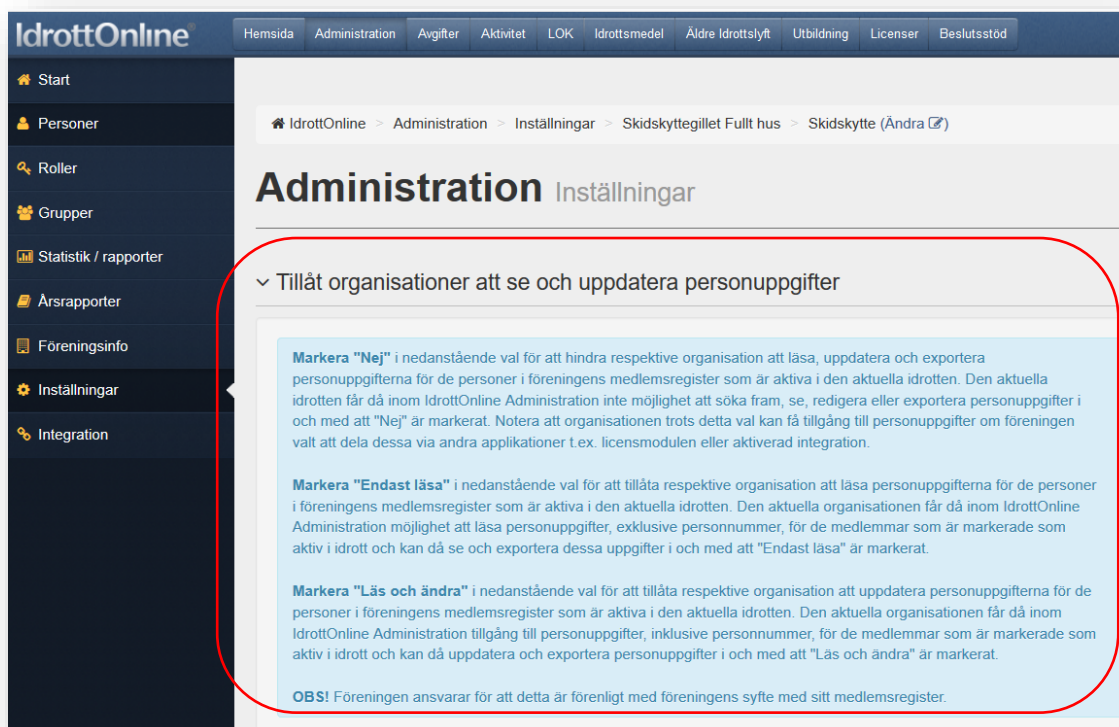 IdrottOnline®
Hemsida Administration Avgifter Aktivitet LOK Idrottsmedel Äldre Idrottslyft Utbildning Licenser Beslutsstöd
Start
Personer
Roller
Grupper
Statistik / rapporter
Årsrapporter
Föreningsinfo
Inställningar
Integration
IdrottOnline > Administration > Inställningar > Skidskyttegillet Fullt hus > Skidskytte (Ändra)
Administration Inställningar
Tillåt organisationer att se och uppdatera personuppgifter
Markera "Nej" i nedanstående val för att hindra respektive organisation att läsa, uppdatera och exportera
personuppgifterna för de personer i föreningens medlemsregister som är aktiva i den aktuella idrotten. Den aktuella
idrotten får då inom IdrottOnline Administration inte möjlighet att söka fram, se, redigera eller exportera personuppgifter i
och med att "Nej" är markerat. Notera att organisationen trots detta val kan få tillgång till personuppgifter om föreningen
valt att dela dessa via andra applikationer t.ex. licensmodulen eller aktiverad integration.
Markera "Endast läsa" i nedanstående val för att tillåta respektive organisation att läsa personuppgifterna för de personer
i föreningens medlemsregister som är aktiva i den aktuella idrotten. Den aktuella organisationen får då inom IdrottOnline
Administration möjlighet att läsa personuppgifter, exklusive personnummer, för de medlemmar som är markerade som
aktiv i idrott och kan då se och exportera dessa uppgifter i och med att "Endast läsa" är markerat.
Markera "Läs och ändra" i nedanstående val för att tillåta respektive organisation att uppdatera personuppgifterna för de
personer i föreningens medlemsregister som är aktiva i den aktuella idrotten. Den aktuella organisationen får då inom
IdrottOnline Administration tillgång till personuppgifter, inklusive personnummer, för de medlemmar som är markerade som
aktiv i idrott och kan då uppdatera och exportera personuppgifter i och med att "Läs och ändra" är markerat.
OBS! Föreningen ansvarar för att detta är förenligt med föreningens syfte med sitt medlemsregister.